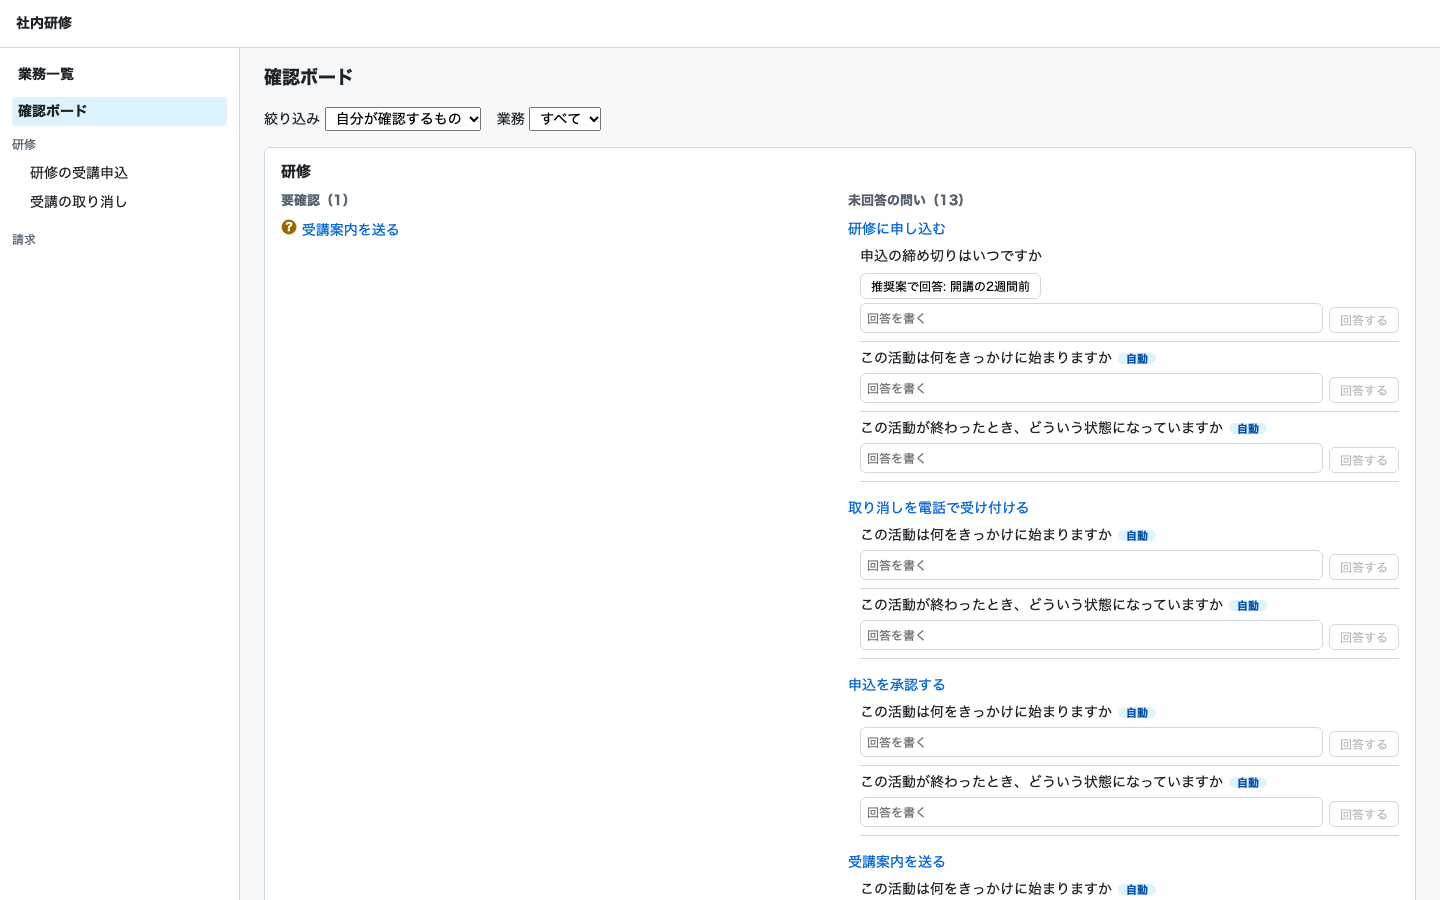 社内研修
業務一覧
確認ボード
研修
研修の受講申込
受講の取り消し
請求
確認ボード
絞り込み 自分が確認するもの 業務 すべて
研修
要確認（1）
? 受講案内を送る
未回答の問い（13）
研修に申し込む
申込の締め切りはいつですか
推奨案で回答: 開講の2週間前
回答を書く 回答する
この活動は何をきっかけに始まりますか 自動
回答を書く 回答する
この活動が終わったとき、どういう状態になっていますか 自動
回答を書く 回答する
取り消しを電話で受け付ける
この活動は何をきっかけに始まりますか 自動
回答を書く 回答する
この活動が終わったとき、どういう状態になっていますか 自動
回答を書く 回答する
申込を承認する
この活動は何をきっかけに始まりますか 自動
回答を書く 回答する
この活動が終わったとき、どういう状態になっていますか 自動
回答を書く 回答する
受講案内を送る
この活動は何をきっかけに始まりますか 自動